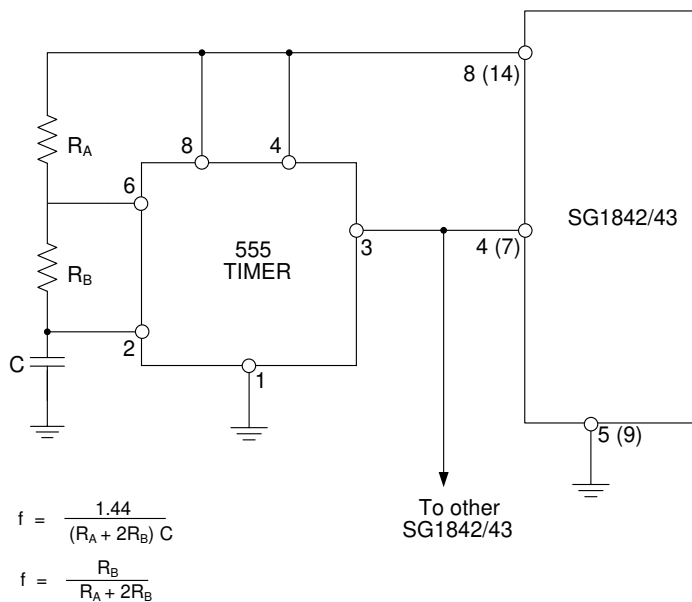 8 (14)
R_A
8
4
6
SG1842/43
555
TIMER
3
4 (7)
R_B
2
C
1
5 (9)
To other
SG1842/43
f = 1.44 / (R_A + 2R_B) C
f = R_B / R_A + 2R_B